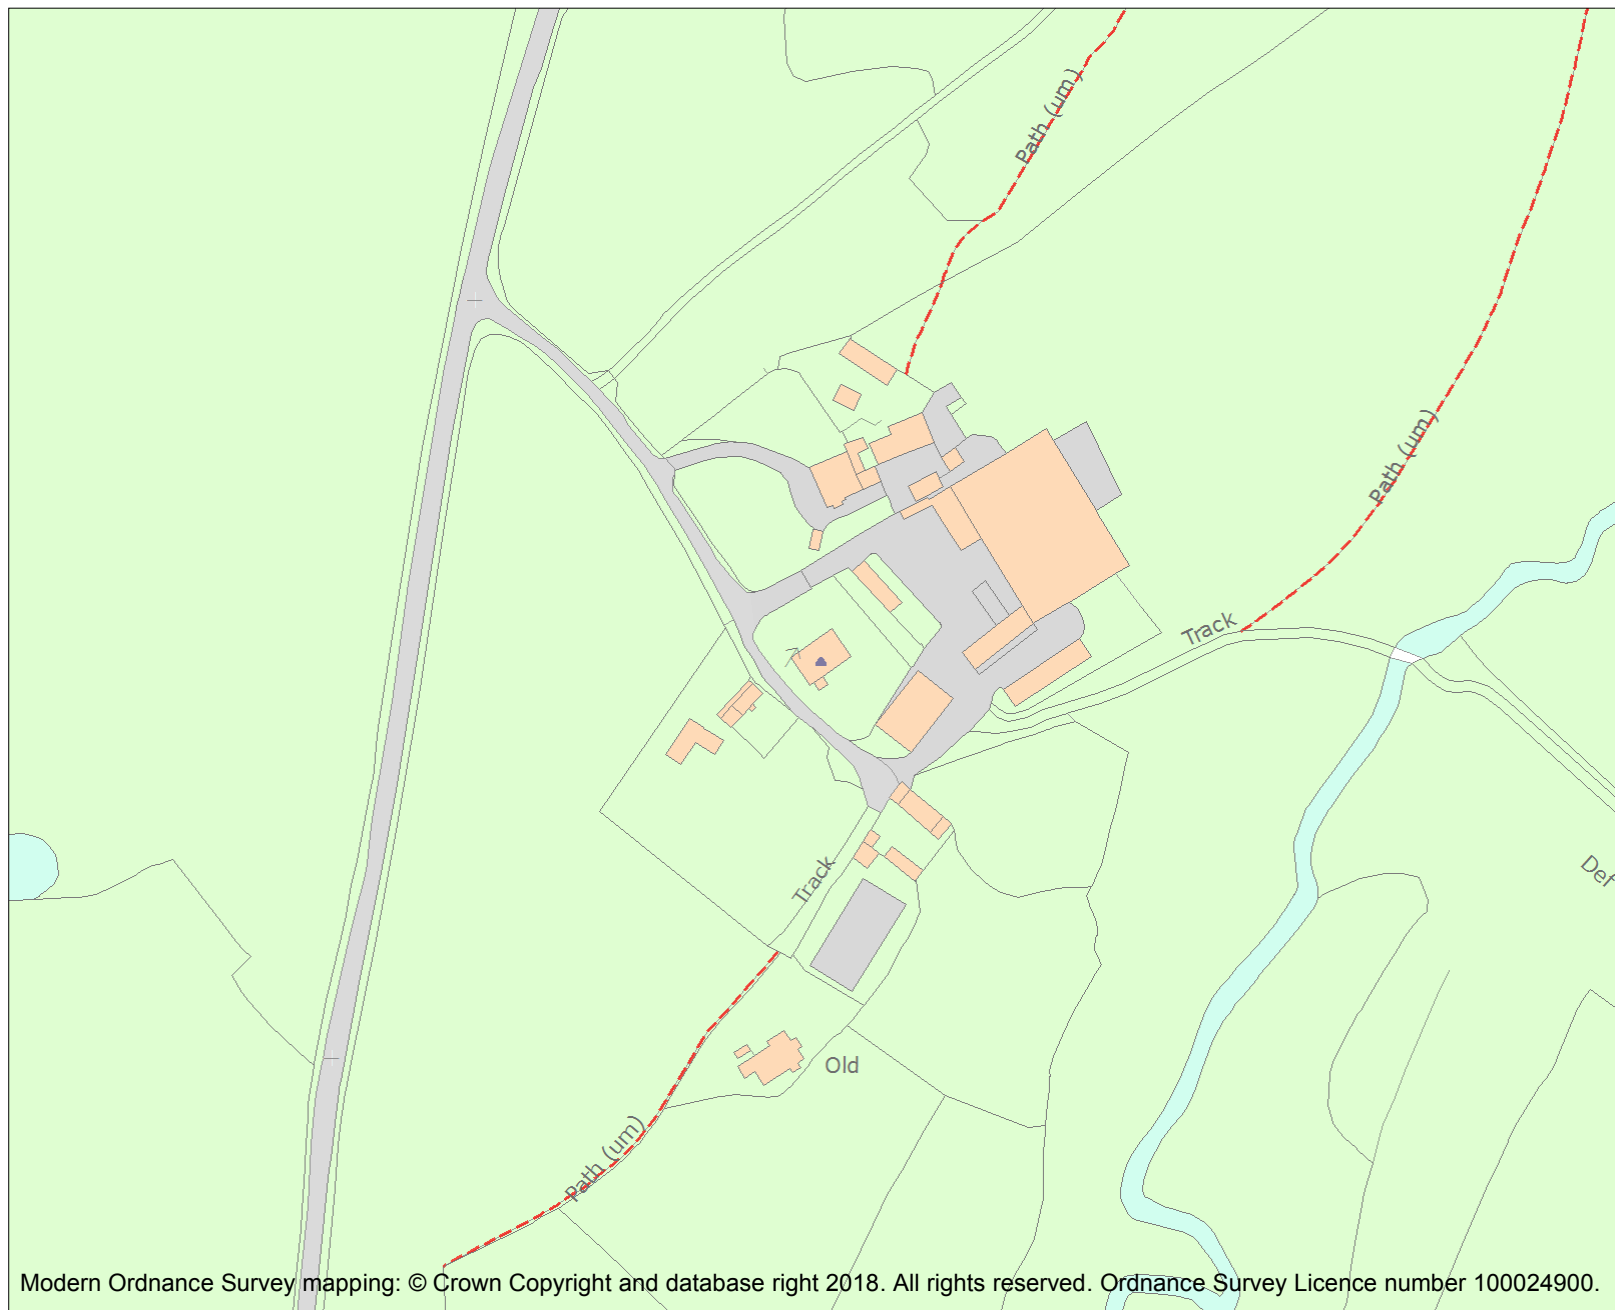 Path (um)
Path (um)
Track
Track
Def
Old
Path (um)
Modern Ordnance Survey mapping: © Crown Copyright and database right 2018. All rights reserved. Ordnance Survey Licence number 100024900.